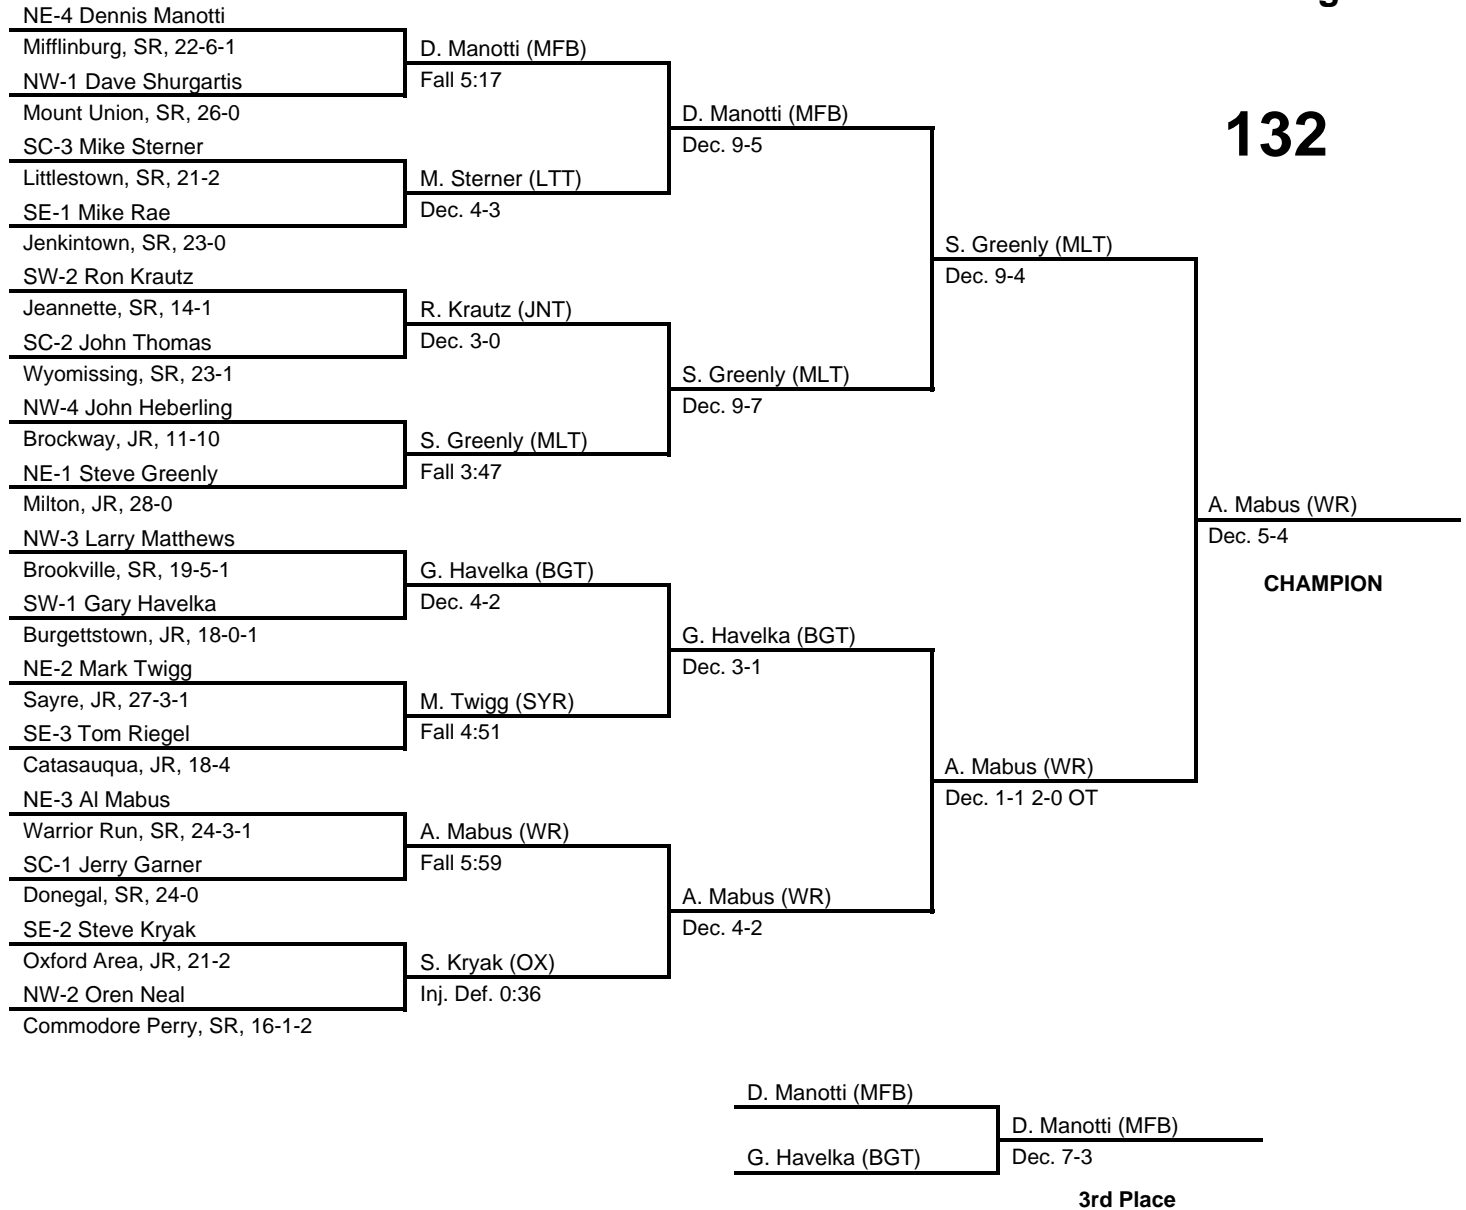 NE-4 Dennis Manotti
Mifflinburg, SR, 22-6-1
NW-1 Dave Shurgartis
Mount Union, SR, 26-0
SC-3 Mike Sterner
Littlestown, SR, 21-2
SE-1 Mike Rae
Jenkintown, SR, 23-0
SW-2 Ron Krautz
Jeannette, SR, 14-1
SC-2 John Thomas
Wyomissing, SR, 23-1
NW-4 John Heberling
Brockway, JR, 11-10
NE-1 Steve Greenly
Milton, JR, 28-0
NW-3 Larry Matthews
Brookville, SR, 19-5-1
SW-1 Gary Havelka
Burgettstown, JR, 18-0-1
NE-2 Mark Twigg
Sayre, JR, 27-3-1
SE-3 Tom Riegel
Catasauqua, JR, 18-4
NE-3 Al Mabus
Warrior Run, SR, 24-3-1
SC-1 Jerry Garner
Donegal, SR, 24-0
SE-2 Steve Kryak
Oxford Area, JR, 21-2
NW-2 Oren Neal
Commodore Perry, SR, 16-1-2
D. Manotti (MFB)
Fall 5:17
M. Sterner (LTT)
Dec. 4-3
R. Krautz (JNT)
Dec. 3-0
S. Greenly (MLT)
Fall 3:47
G. Havelka (BGT)
Dec. 4-2
M. Twigg (SYR)
Fall 4:51
A. Mabus (WR)
Fall 5:59
S. Kryak (OX)
Inj. Def. 0:36
D. Manotti (MFB)
Dec. 9-5
S. Greenly (MLT)
Dec. 9-7
G. Havelka (BGT)
Dec. 3-1
A. Mabus (WR)
Dec. 4-2
S. Greenly (MLT)
Dec. 9-4
A. Mabus (WR)
Dec. 1-1 2-0 OT
132
A. Mabus (WR)
Dec. 5-4
CHAMPION
D. Manotti (MFB)
G. Havelka (BGT)
D. Manotti (MFB)
Dec. 7-3
3rd Place